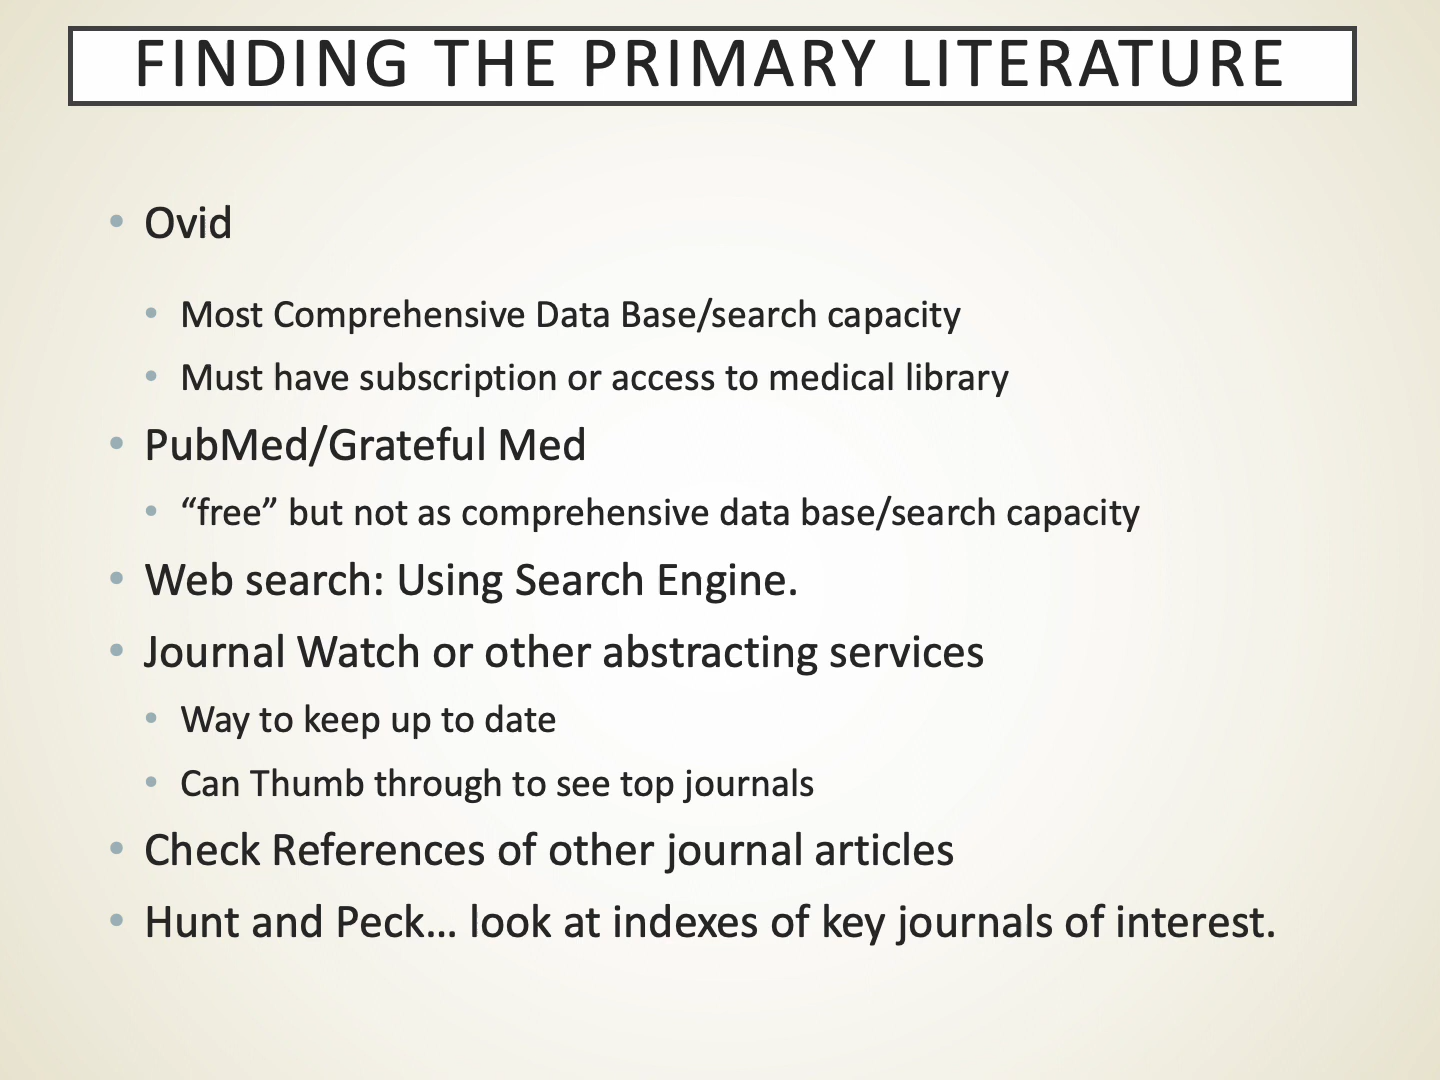 FINDING THE PRIMARY LITERATURE
• Ovid
• Most Comprehensive Data Base/search capacity
• Must have subscription or access to medical library
• PubMed/Grateful Med
• “free” but not as comprehensive data base/search capacity
• Web search: Using Search Engine.
• Journal Watch or other abstracting services
• Way to keep up to date
• Can Thumb through to see top journals
• Check References of other journal articles
• Hunt and Peck… look at indexes of key journals of interest.